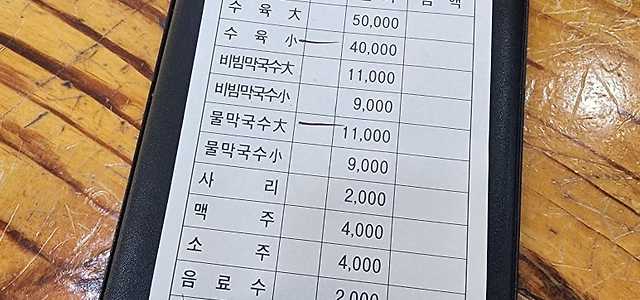 수 육 大 50,000
수 육 小 40,000
비빔막국수大 11,000
비빔막국수小 9,000
물막국수大 11,000
물막국수小 9,000
사 리 2,000
맥 주 4,000
소 주 4,000
음 료 수 2,000